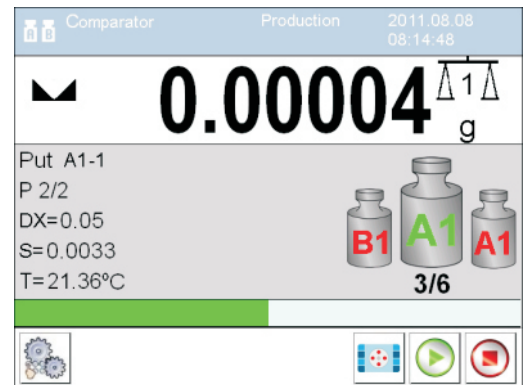 A B Comparator Production 2011.08.08
08:14:48
0.00004 1
g
Put A1-1
P 2/2
DX=0.05
S=0.0033
T=21.36ºC
B1 A1 A1
3/6